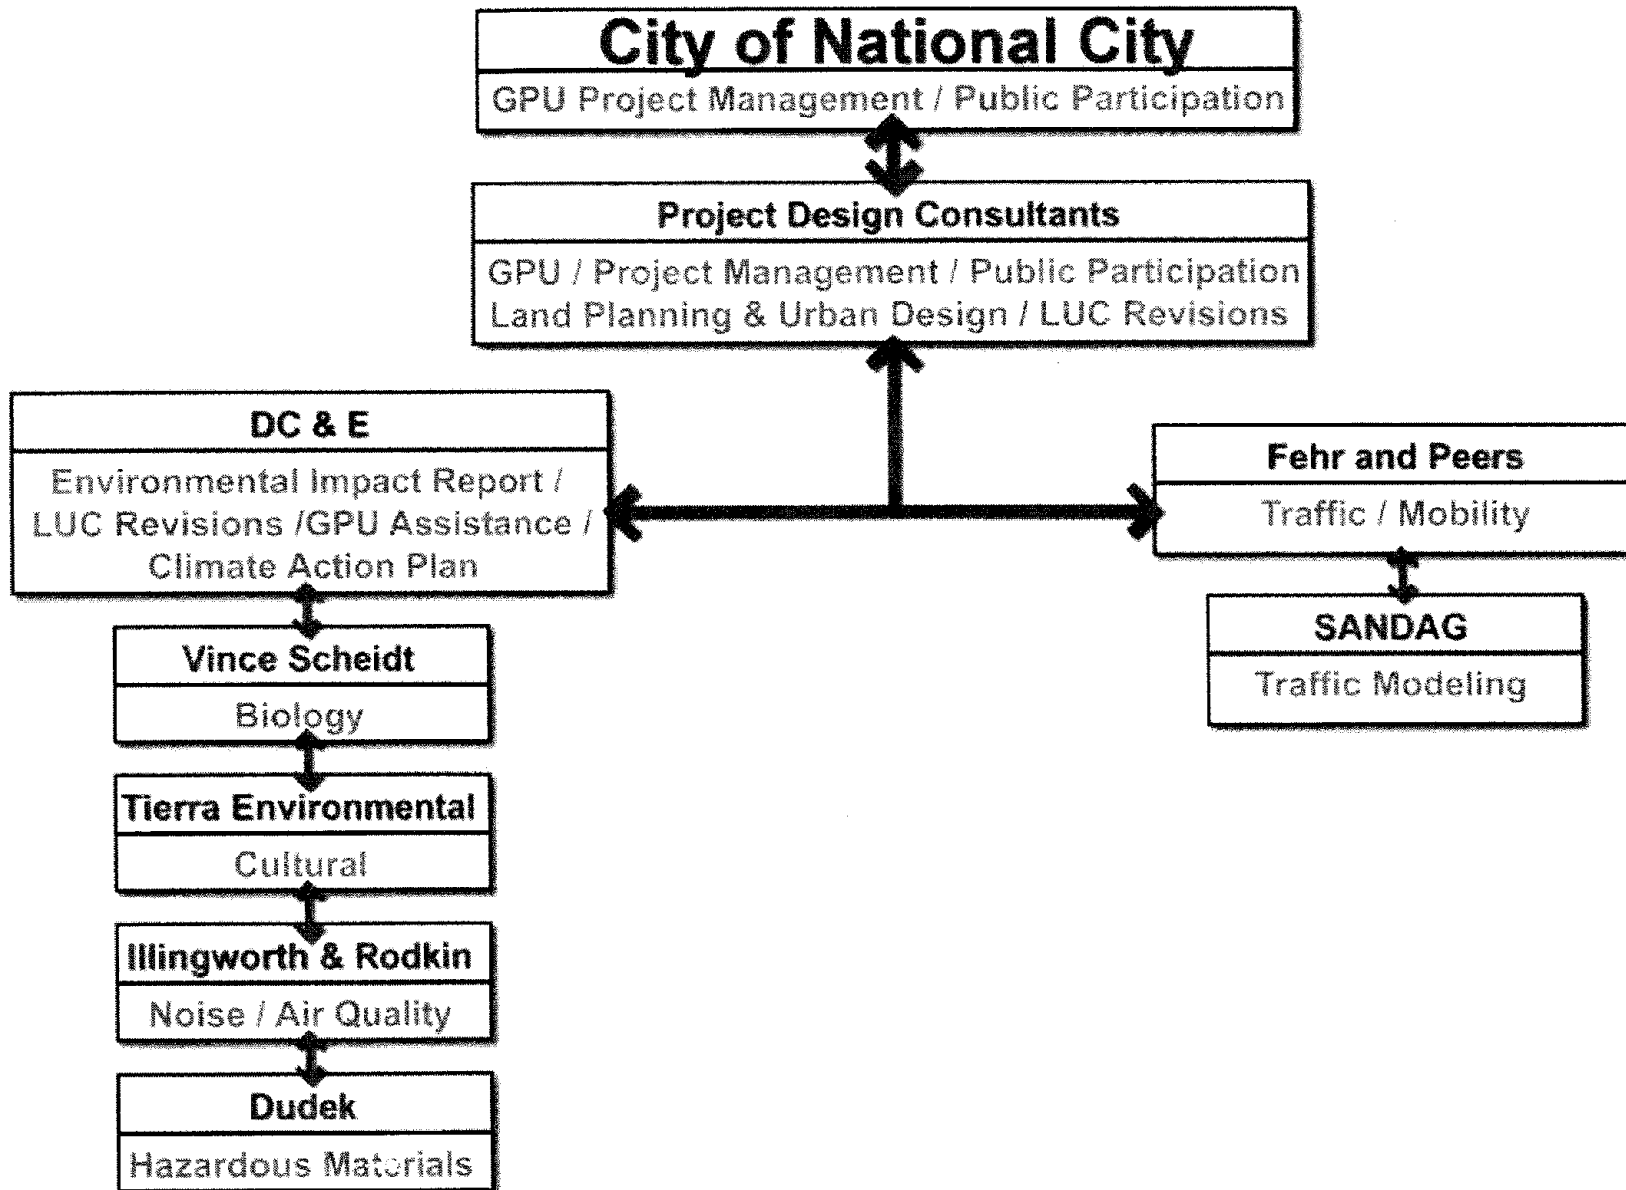 City of National City
GPU Project Management / Public Participation
Project Design Consultants
GPU / Project Management / Public Participation
Land Planning & Urban Design / LUC Revisions
DC & E
Environmental Impact Report /
LUC Revisions /GPU Assistance /
Climate Action Plan
Fehr and Peers
Traffic / Mobility
SANDAG
Traffic Modeling
Vince Scheidt
Biology
Tierra Environmental
Cultural
Illingworth & Rodkin
Noise / Air Quality
Dudek
Hazardous Materials